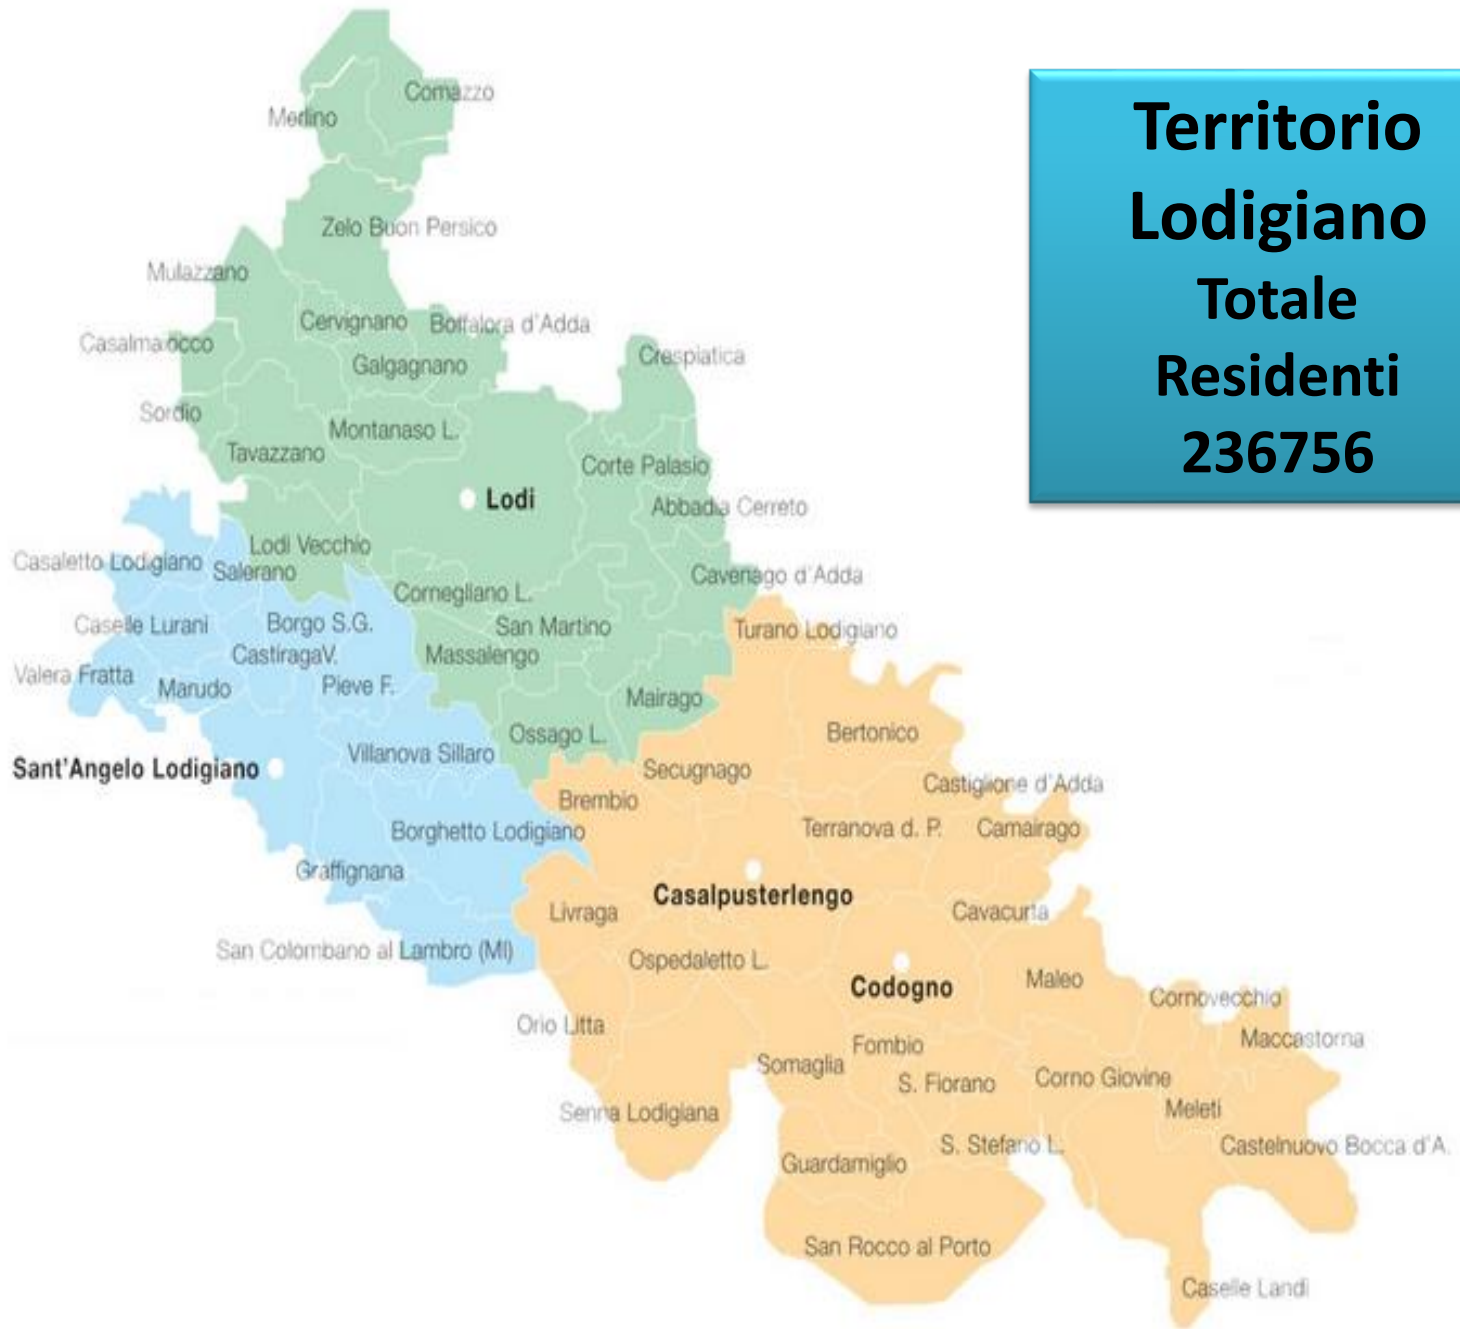 Territorio
Lodigiano
Totale
Residenti
236756
Comazzo
Merlino
Zelo Buon Persico
Mulazzano
Cervignano
Boffalora d'Adda
Casalmaiocco
Crespiatica
Galgagnano
Sordio
Montanaso L.
Tavazzano
Corte Palasio
Lodi
Abbadia Cerreto
Lodi Vecchio
Casaletto Lodigiano
Salerano
Cavenago d'Adda
Cornegliano L.
Caselle Lurani
Borgo S.G.
San Martino
Turano Lodigiano
CastiragaV.
Massalengo
Valera Fratta
Marudo
Pieve F.
Mairago
Ossago L.
Bertonico
Villanova Sillaro
Sant'Angelo Lodigiano
Secugnago
Castiglione d'Adda
Brembio
Borghetto Lodigiano
Terranova d. P.
Camairago
Graffignana
Casalpusterlengo
Livraga
Cavacurta
San Colombano al Lambro (MI)
Ospedaletto L.
Codogno
Maleo
Cornovecchio
Orio Litta
Maccastorna
Fombio
Somaglia
S. Fiorano
Corno Giovine
Senna Lodigiana
Meleti
S. Stefano L.
Castelnuovo Bocca d'A.
Guardamiglio
San Rocco al Porto
Caselle Landi